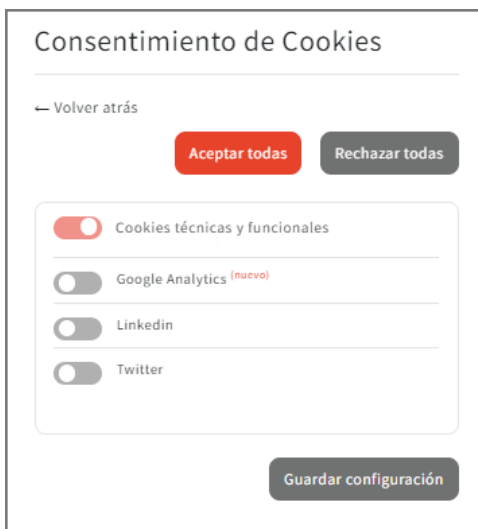 Consentimiento de Cookies
← Volver atrás
Aceptar todas Rechazar todas
Cookies técnicas y funcionales
Google Analytics (nuevo)
Linkedin
Twitter
Guardar configuración